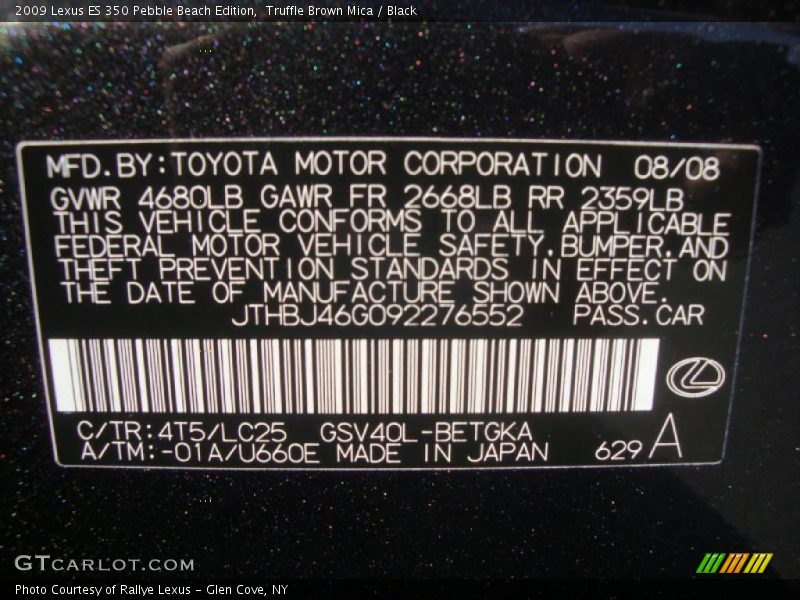 2009 Lexus ES 350 Pebble Beach Edition,  Truffle Brown Mica / Black
MFD.BY:TOYOTA MOTOR CORPORATION 08/08
GVWR 4680LB GAWR FR 2668LB RR 2359LB
THIS VEHICLE CONFORMS TO ALL APPLICABLE
FEDERAL MOTOR VEHICLE SAFETY,BUMPER,AND
THEFT PREVENTION STANDARDS IN EFFECT ON
THE DATE OF MANUFACTURE SHOWN ABOVE.
JTHBJ46G092276552 PASS.CAR
C/TR:4T5/LC25 GSV40L-BETGKA
A/TM:-01A/U660E MADE IN JAPAN 629 A
GTCARLOT.COM
Photo Courtesy of Rallye Lexus - Glen Cove, NY